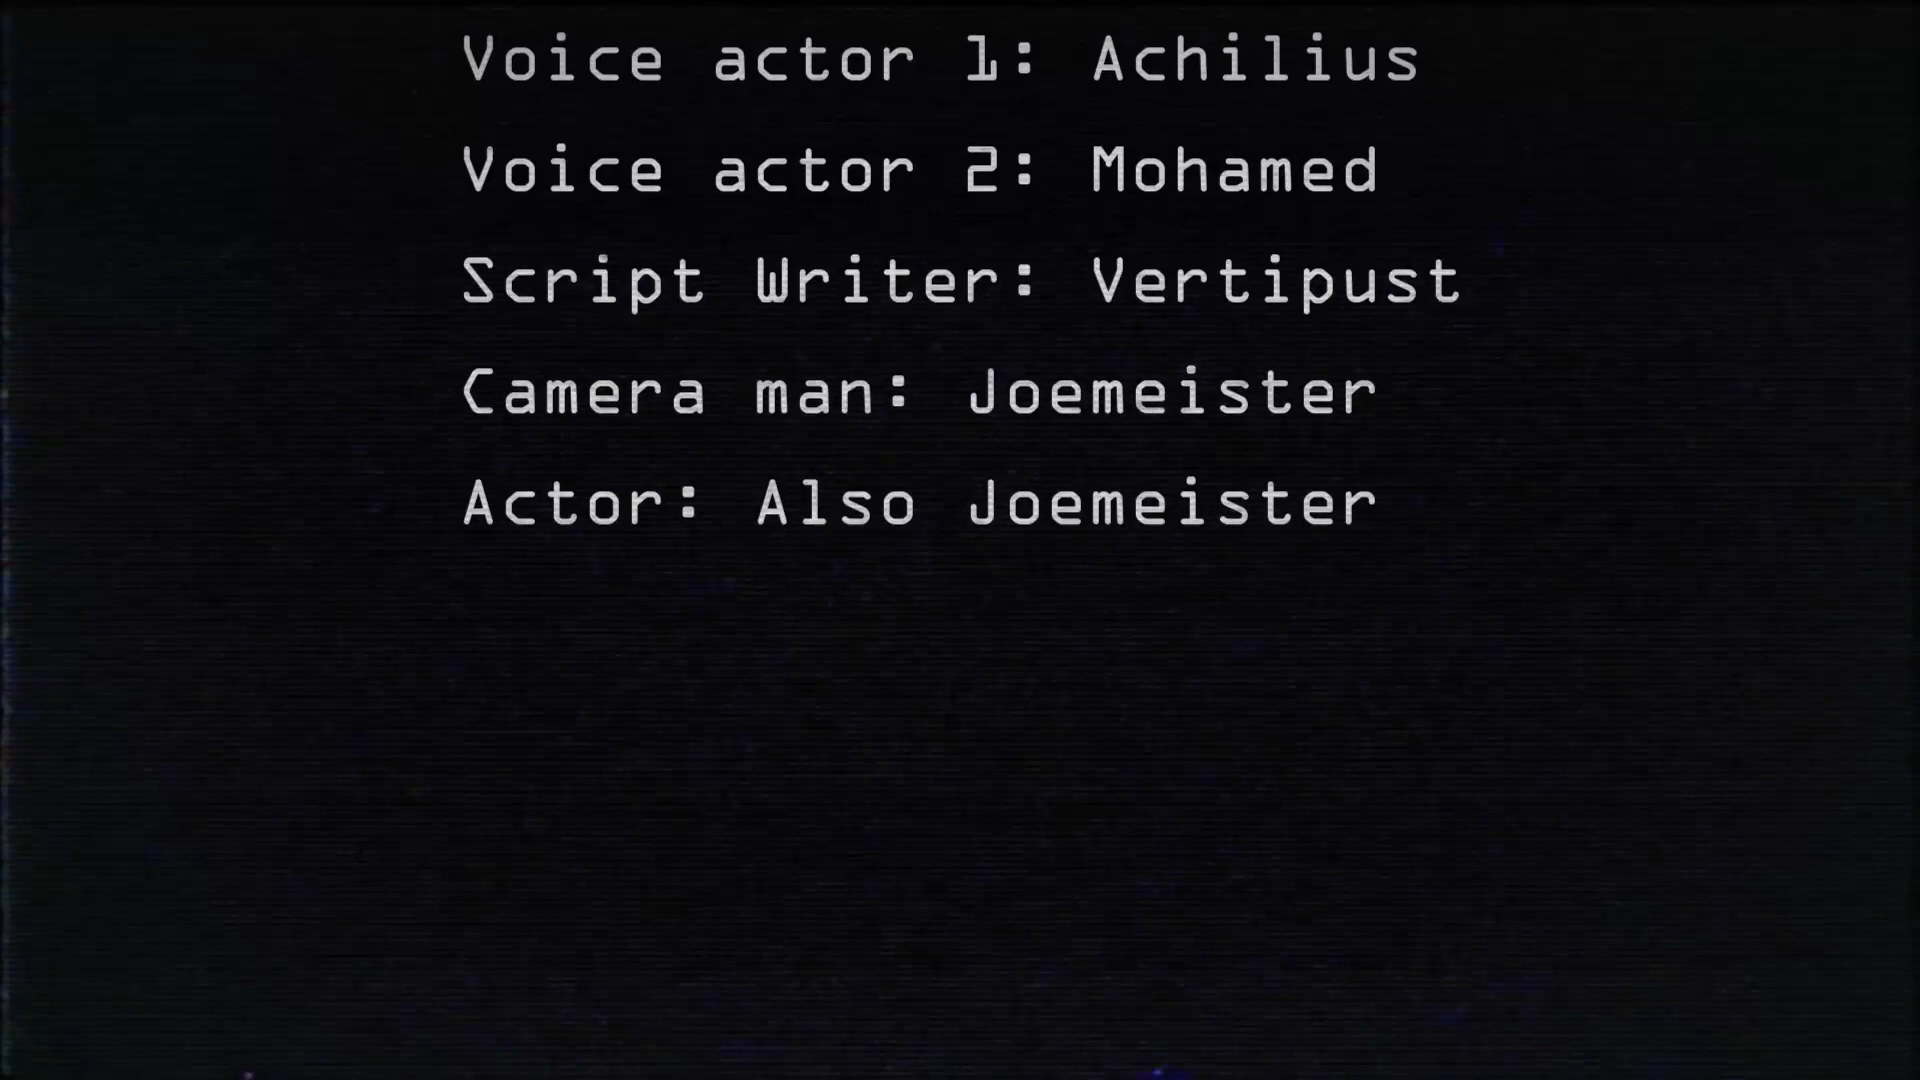 Voice actor 1: Achilius
Voice actor 2: Mohamed
Script Writer: Vertipust
Camera man: Joemeister
Actor: Also Joemeister